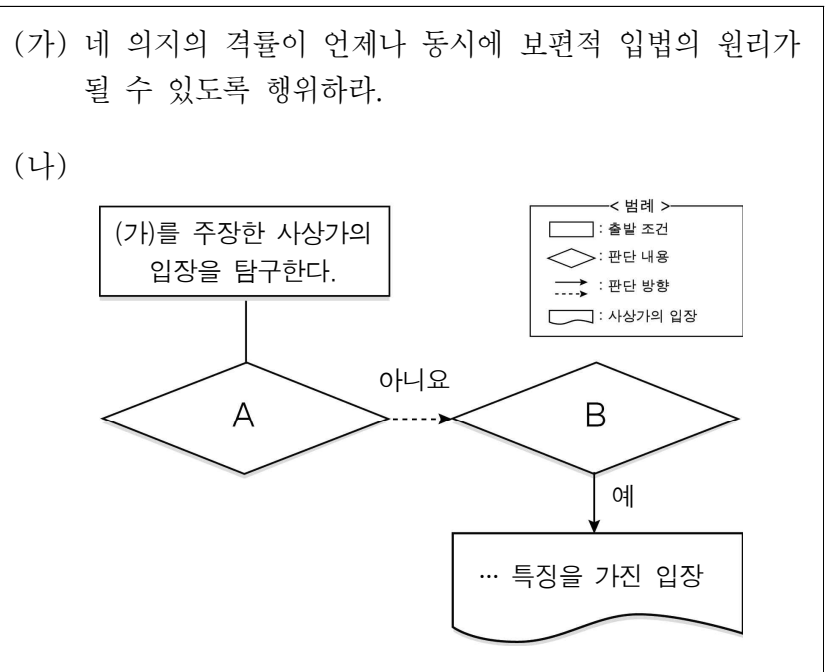 (가) 네 의지의 격률이 언제나 동시에 보편적 입법의 원리가
될 수 있도록 행위하라.
(나)
(가)를 주장한 사상가의
입장을 탐구한다.
< 범례 >
: 출발 조건
: 판단 내용
: 판단 방향
: 사상가의 입장
A
아니요
B
예
… 특징을 가진 입장